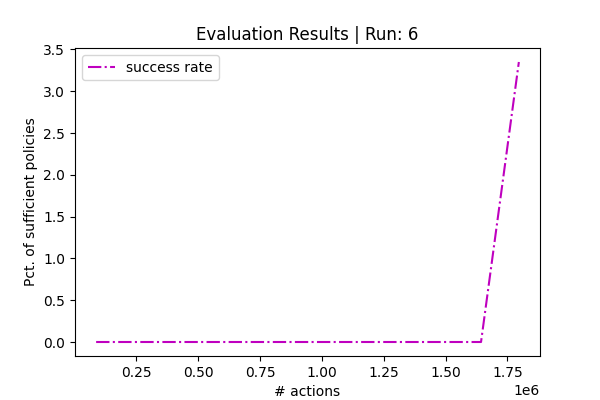 Evaluation Results | Run: 6
success rate
Pct. of sufficient policies
3.5
3.0
2.5
2.0
1.5
1.0
0.5
0.0
0.25 0.50 0.75 1.00 1.25 1.50 1.75
1e6
# actions